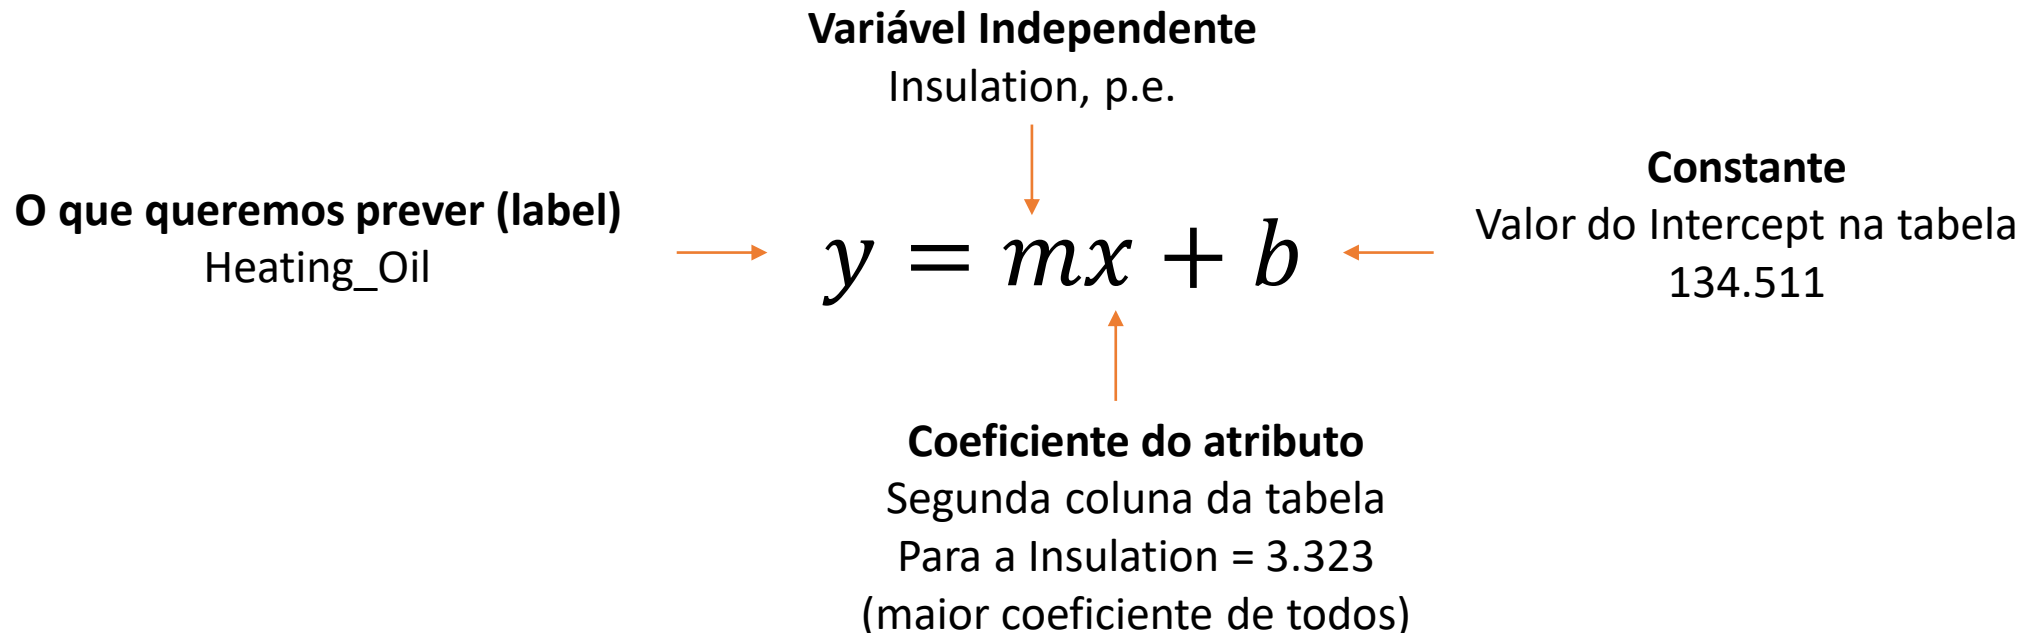 Variável Independente
Insulation, p.e.
O que queremos prever (label)
Heating_Oil
y = mx + b
Constante
Valor do Intercept na tabela
134.511
Coeficiente do atributo
Segunda coluna da tabela
Para a Insulation = 3.323
(maior coeficiente de todos)